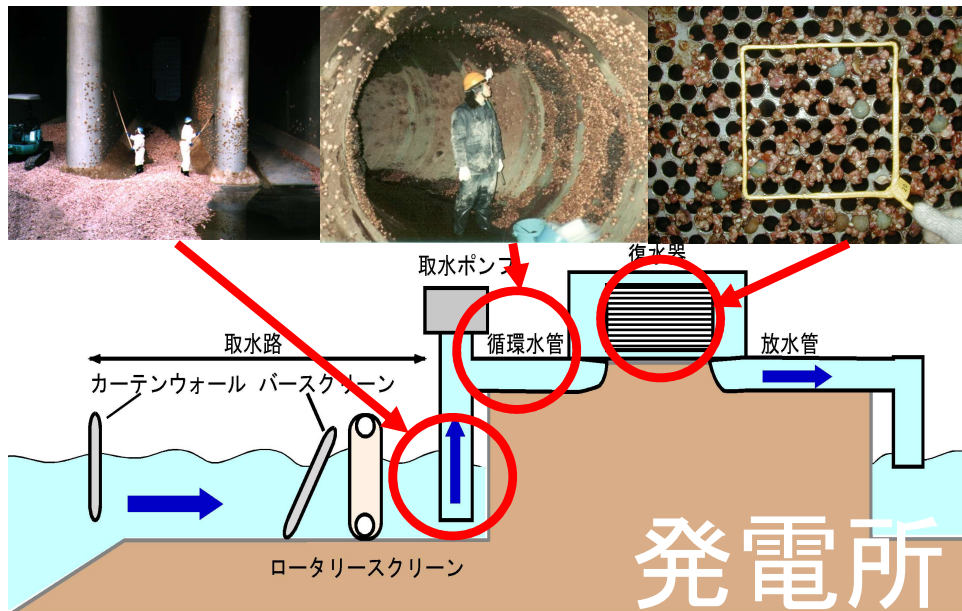 復水器
取水ポンプ
取水路
循環水管
放水管
カーテンウォール バースクリーン
ロータリースクリーン
発電所